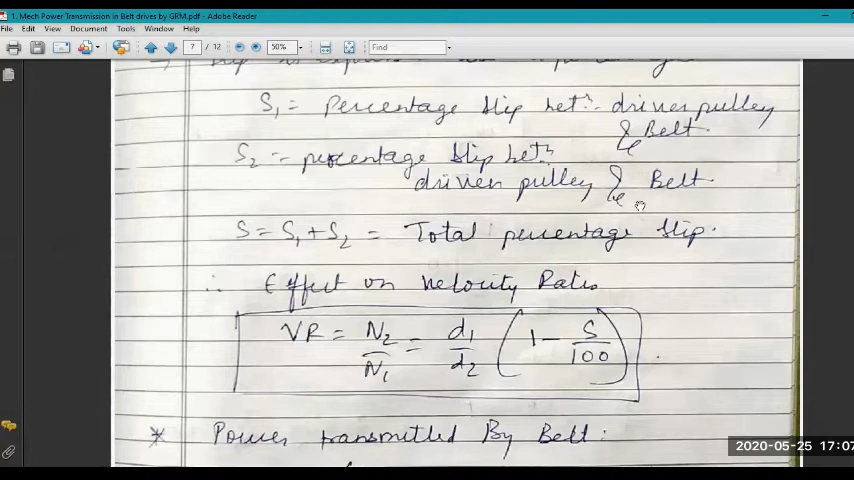 1. Mech Power Transmission in Belt drives by GRM.pdf - Adobe Reader
File Edit View Document Tools Window Help
7 / 12 50% Find
S₁ = Percentage slip betⁿ driven pulley
& Belt.
S₂ = percentage slip betⁿ
driven pulley & Belt.
S = S₁ + S₂ = Total percentage slip.
∴ Effect on Velocity Ratio
VR = N₂/N₁ = d₁/d₂ (1 - S/100)
* Power transmitted By Belt:
2020-05-25 17:07